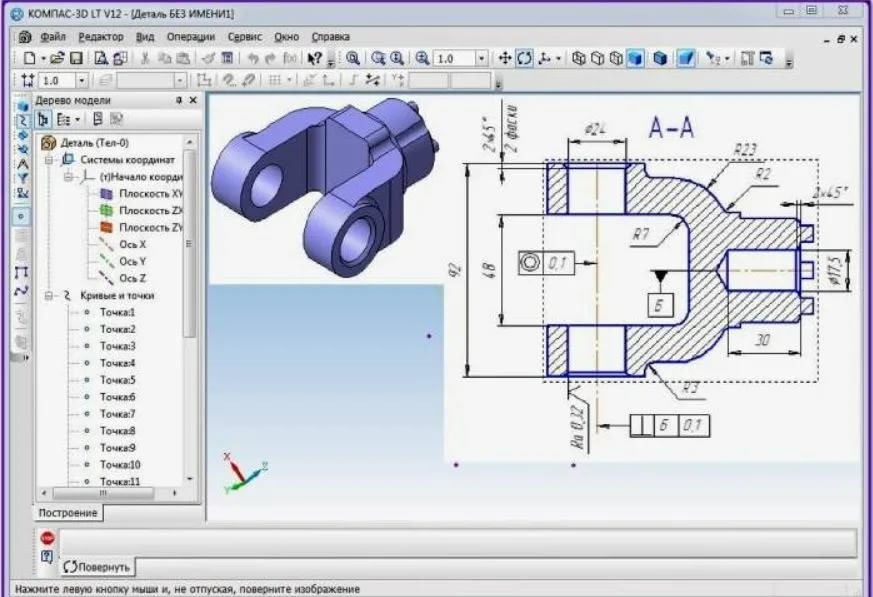 КОМПАС-3D LT V12 - [Деталь БЕЗ ИМЕНИ1]
Файл Редактор Вид Операции Сервис Окно Справка
1.0
1.0
Дерево модели
Деталь (Тел-0)
Системы координат
(т)Начало коорди
Плоскость XY
Плоскость ZX
Плоскость ZY
Ось X
Ось Y
Ось Z
Кривые и точки
Точка:1
Точка:2
Точка:3
Точка:4
Точка:5
Точка:6
Точка:7
Точка:8
Точка:9
Точка:10
Точка:11
Построение
X
Z
Y
2×45°
2 фаски
⌀24
А-А
R23
R2
2×45°
R7
92
48
0,1
Б
⌀17,5
30
R3
Ra 0,32
Б 0,1
STOP
Повернуть
Нажмите левую кнопку мыши и, не отпуская, поверните изображение